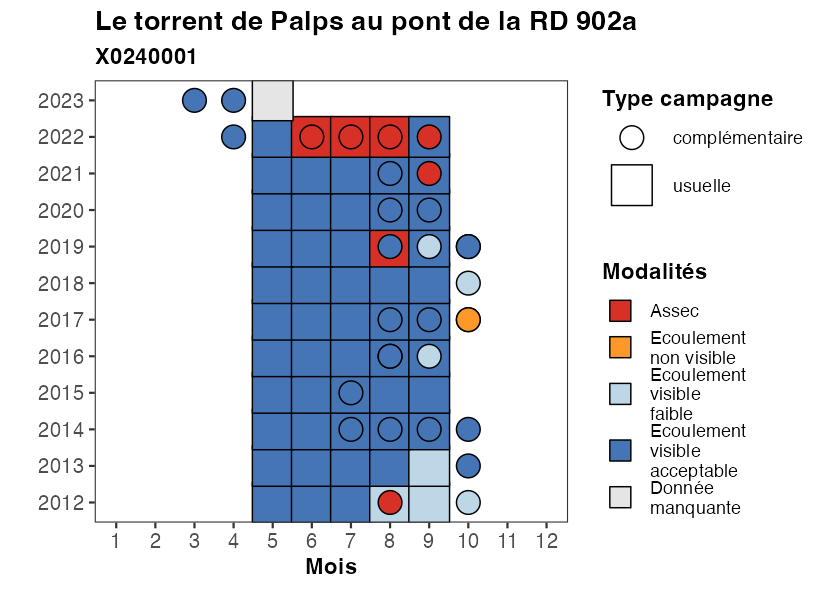 Le torrent de Palps au pont de la RD 902a
X0240001
2023
2022
2021
2020
2019
2018
2017
2016
2015
2014
2013
2012
1 2 3 4 5 6 7 8 9 10 11 12
Mois
Type campagne
complémentaire
usuelle
Modalités
Assec
Ecoulement
non visible
Ecoulement
visible
faible
Ecoulement
visible
acceptable
Donnée
manquante